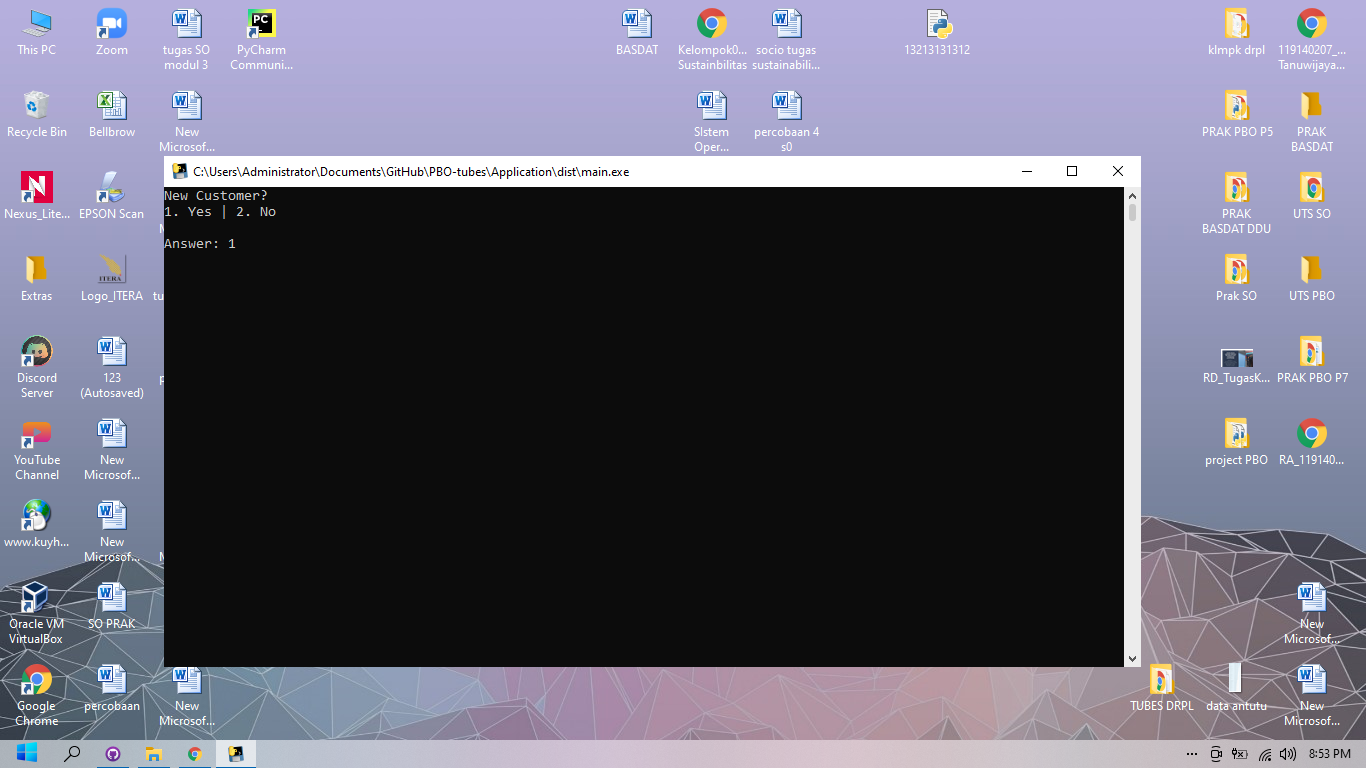 This PC
Zoom
tugas SO
modul 3
PyCharm
Communi...
BASDAT
Kelompok0...
Sustainbilitas
socio tugas
sustainabili...
13213131312
klmpk drpl
119140207_...
Tanuwijaya...
Recycle Bin
Bellbrow
New
Microsof...
SIstem
Oper...
percobaan 4
s0
PRAK PBO P5
PRAK
BASDAT
C:\Users\Administrator\Documents\GitHub\PBO-tubes\Application\dist\main.exe
New Customer?
1. Yes | 2. No
Answer: 1
Nexus_Lite...
EPSON Scan
PRAK
BASDAT DDU
UTS SO
Extras
Logo_ITERA
ITERA
tu
Prak SO
UTS PBO
Discord
Server
123
(Autosaved)
RD_TugasK...
PRAK PBO P7
YouTube
Channel
New
Microsof...
project PBO
RA_119140...
www.kuyh...
New
Microsof...
Oracle VM
VirtualBox
SO PRAK
New
Microsof...
Google
Chrome
percobaan
New
Microsof...
TUBES DRPL
data antutu
New
Microsof...
8:53 PM